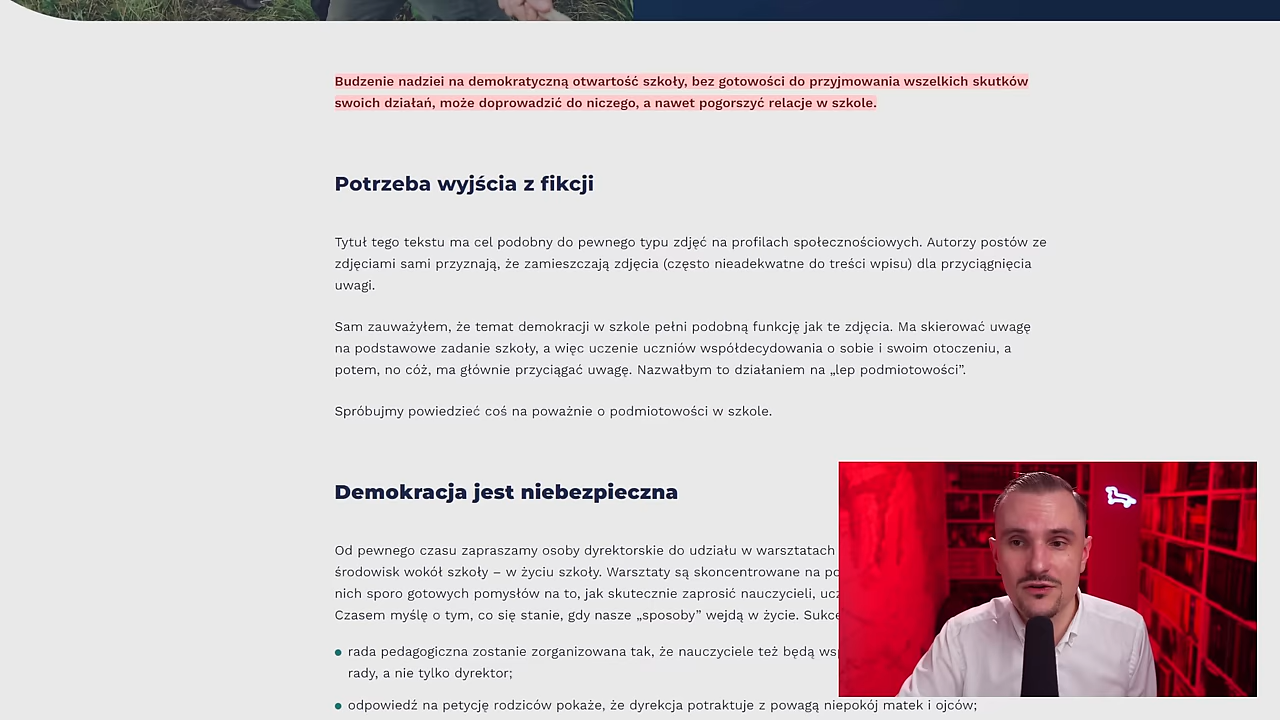 Budzenie nadziei na demokratyczną otwartość szkoły, bez gotowości do przyjmowania wszelkich skutków
swoich działań, może doprowadzić do niczego, a nawet pogorszyć relacje w szkole.
Potrzeba wyjścia z fikcji
Tytuł tego tekstu ma cel podobny do pewnego typu zdjęć na profilach społecznościowych. Autorzy postów ze
zdjęciami sami przyznają, że zamieszczają zdjęcia (często nieadekwatne do treści wpisu) dla przyciągnięcia
uwagi.
Sam zauważyłem, że temat demokracji w szkole pełni podobną funkcję jak te zdjęcia. Ma skierować uwagę
na podstawowe zadanie szkoły, a więc uczenie uczniów współdecydowania o sobie i swoim otoczeniu, a
potem, no cóż, ma głównie przyciągać uwagę. Nazwałbym to działaniem na „lep podmiotowości”.
Spróbujmy powiedzieć coś na poważnie o podmiotowości w szkole.
Demokracja jest niebezpieczna
Od pewnego czasu zapraszamy osoby dyrektorskie do udziału w warsztatach
środowisk wokół szkoły – w życiu szkoły. Warsztaty są skoncentrowane na
nich sporo gotowych pomysłów na to, jak skutecznie zaprosić nauczycieli,
Czasem myślę o tym, co się stanie, gdy nasze „sposoby” wejdą w życie.
• rada pedagogiczna zostanie zorganizowana tak, że nauczyciele też będą
rady, a nie tylko dyrektor;
• odpowiedź na petycję rodziców pokaże, że dyrekcja potraktuje z powagą niepokój matek i ojców;